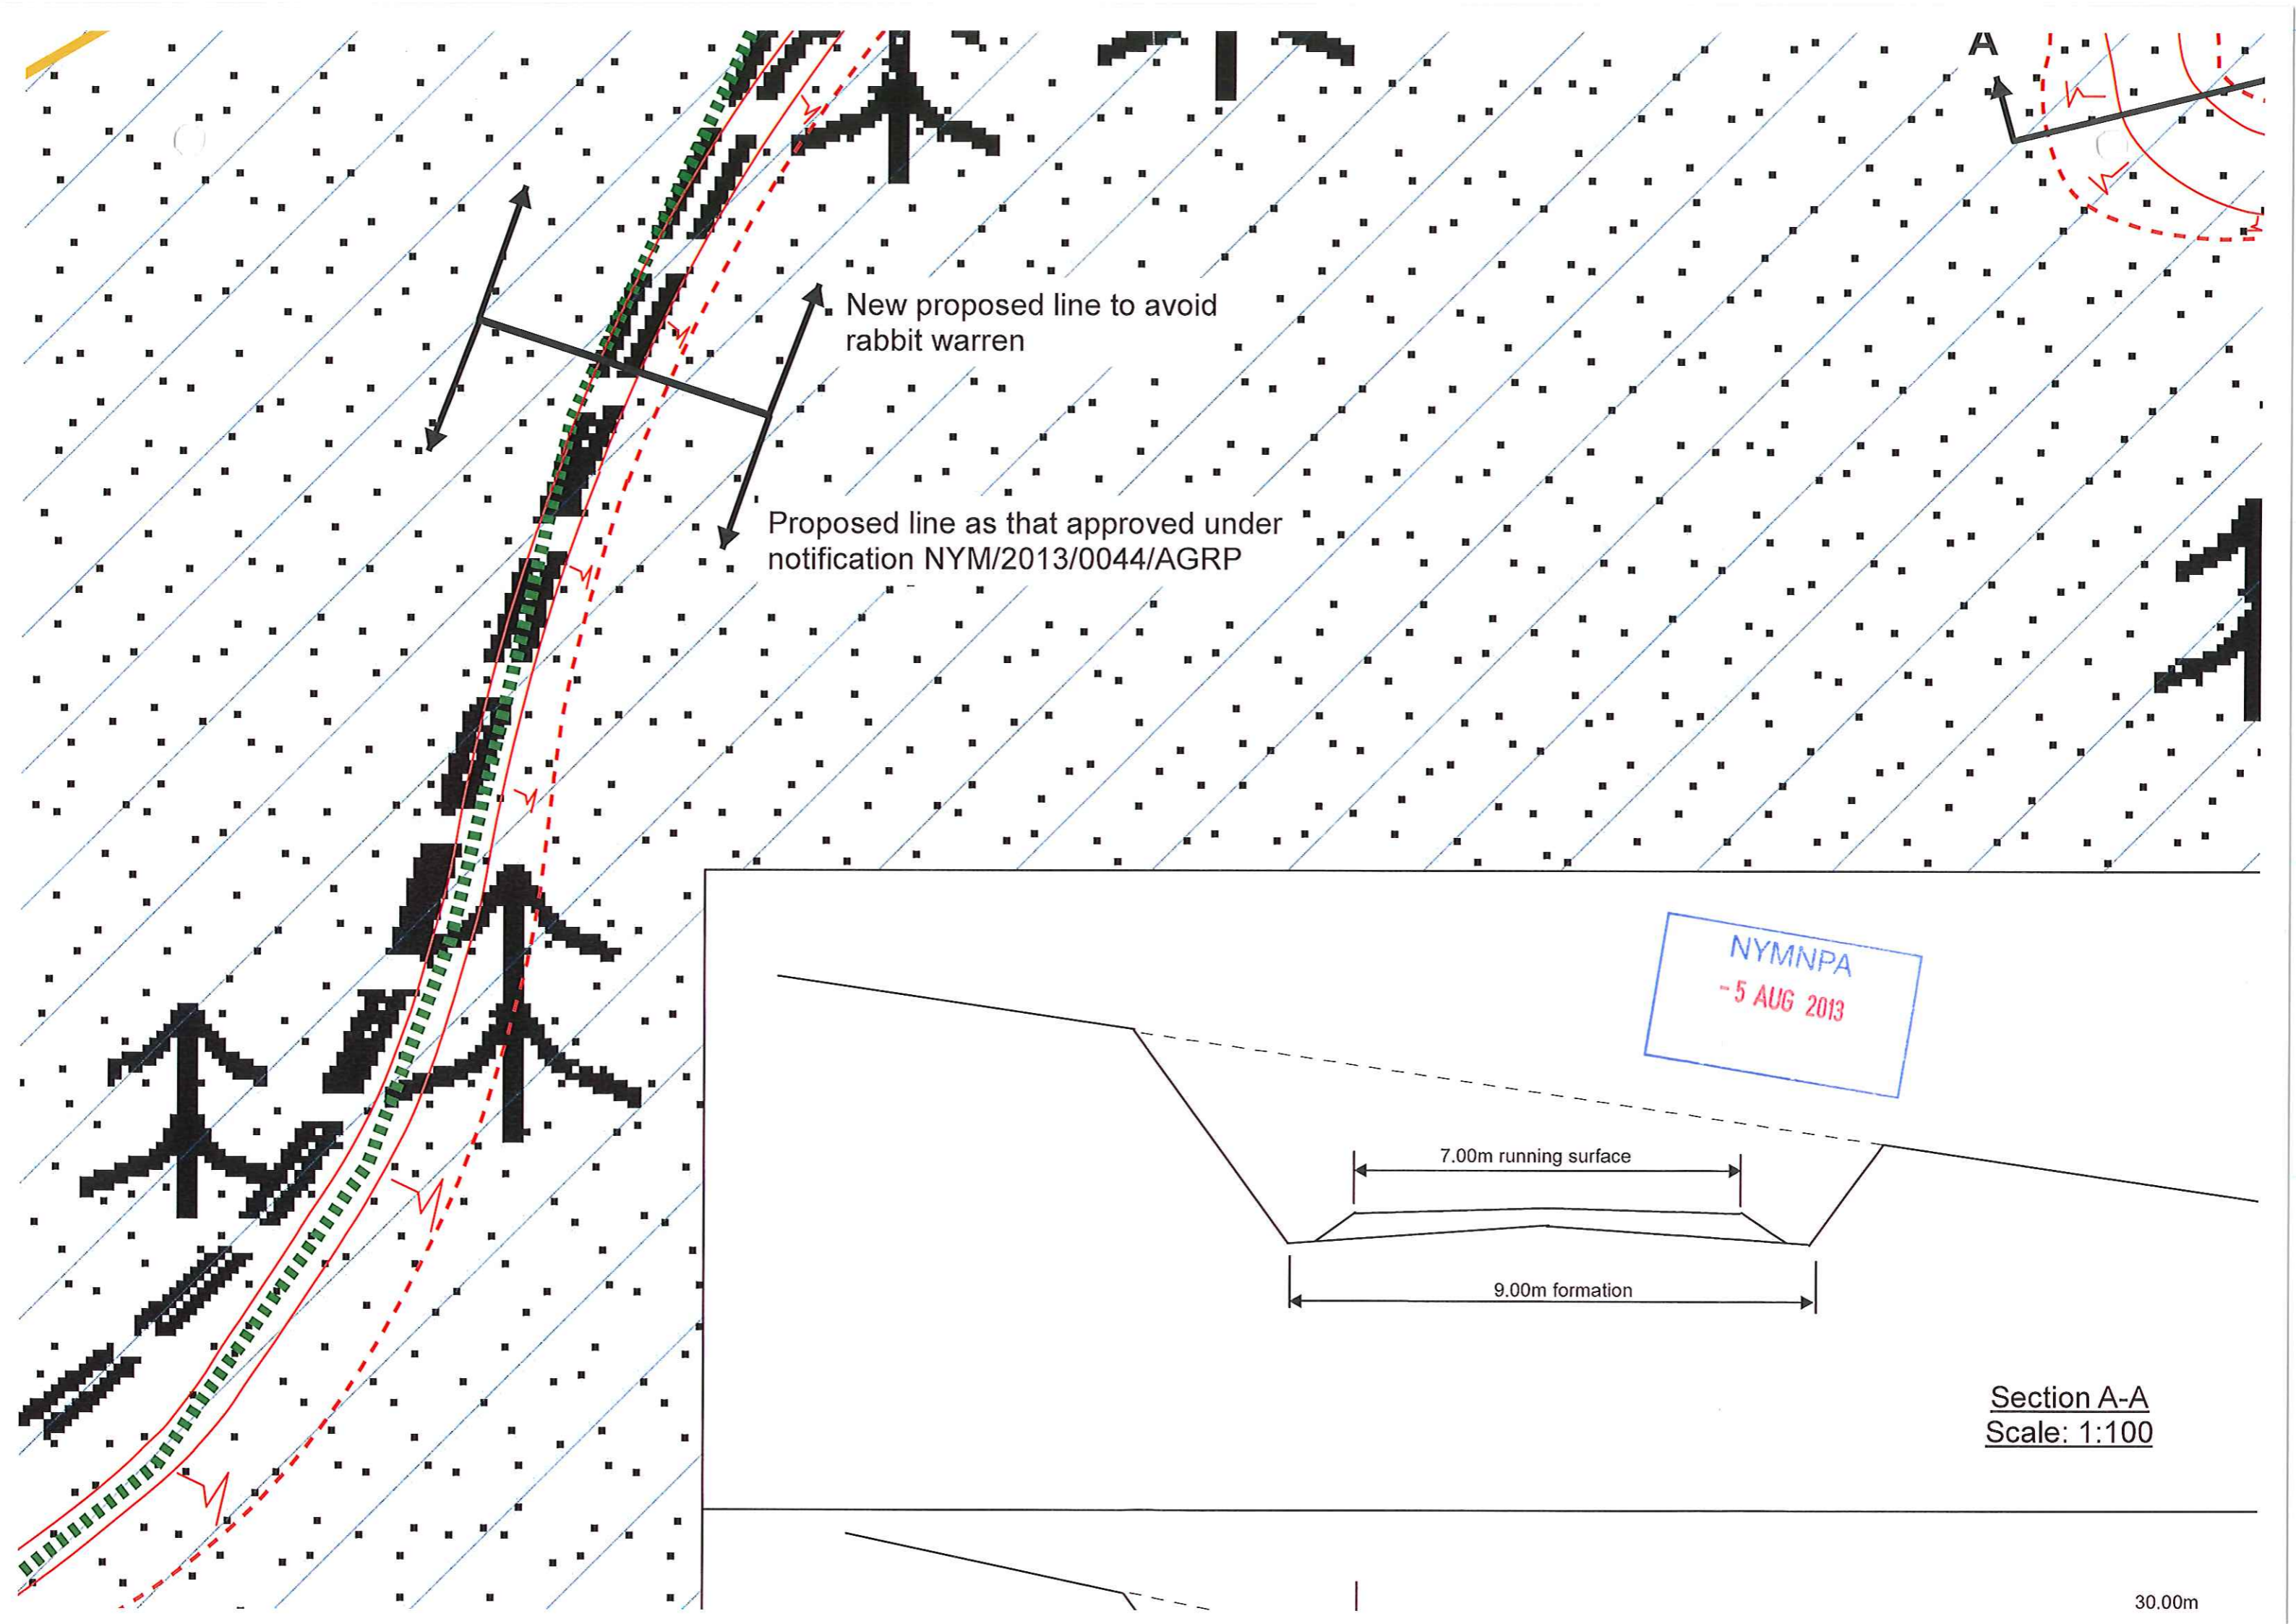 A
New proposed line to avoid
rabbit warren
Proposed line as that approved under
notification NYM/2013/0044/AGRP
NYMNPA
-5 AUG 2013
7.00m running surface
9.00m formation
Section A-A
Scale: 1:100
30.00m